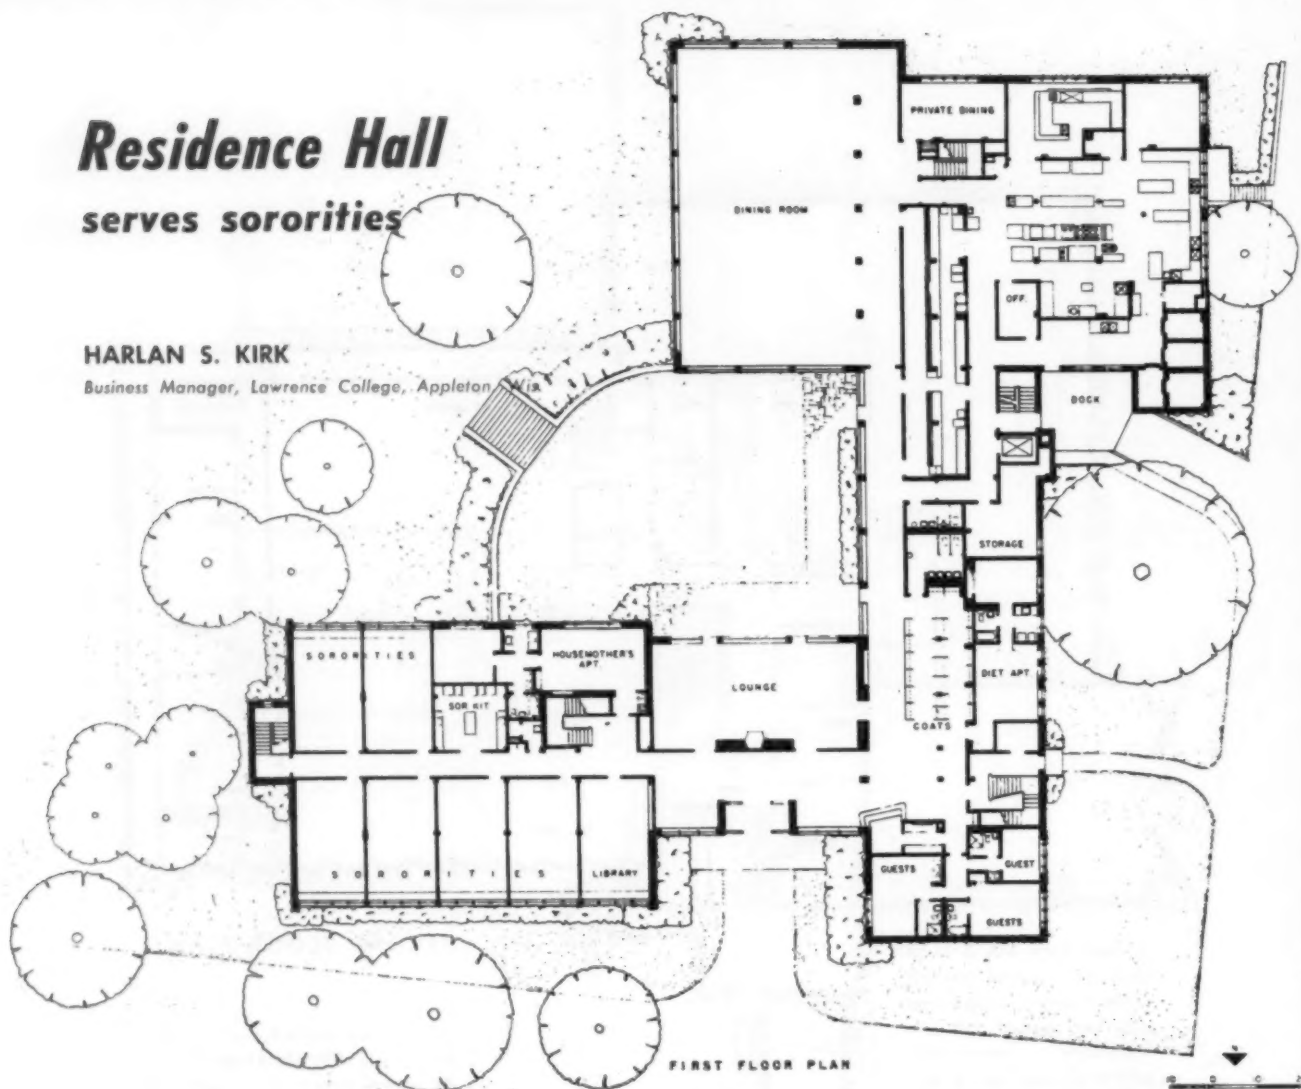 Residence Hall
serves sororities
HARLAN S. KIRK
Business Manager, Lawrence College, Appleton, Wis.
PRIVATE DINING
DINING ROOM
OFF.
DOCK
STORAGE
SORORITIES
HOUSEMOTHER'S
APT.
LOUNGE
SOR KIT.
DIET APT.
COATS
SORORITIES
LIBRARY
GUESTS
GUEST
GUESTS
FIRST FLOOR PLAN